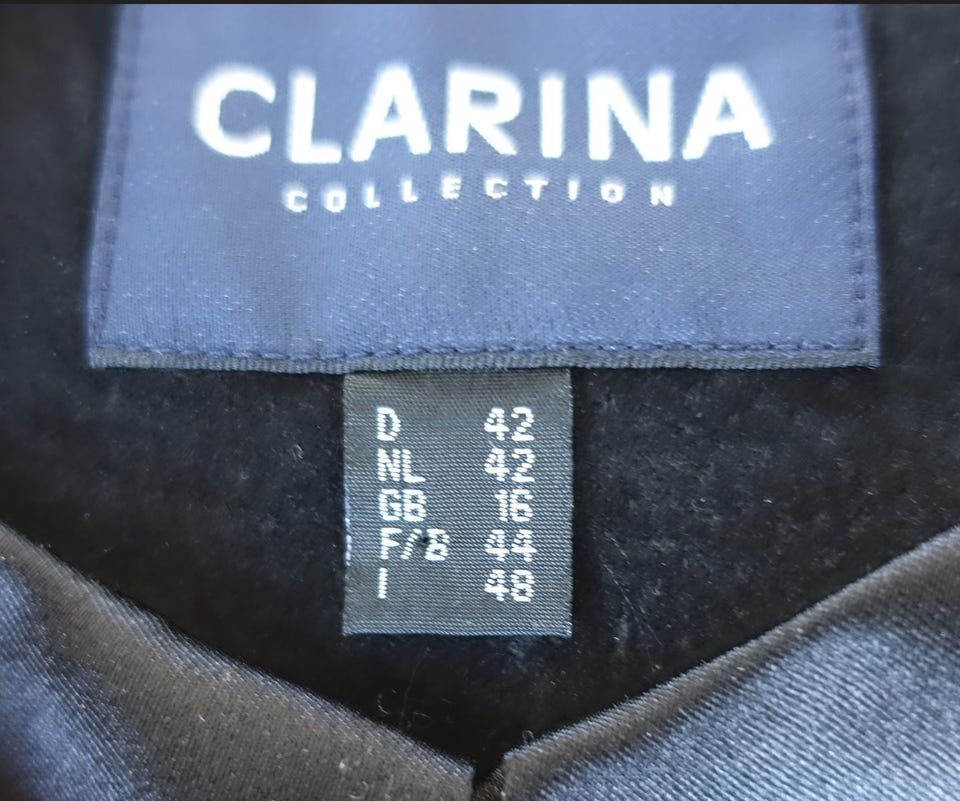 CLARINA
COLLECTION
D 42
NL 42
GB 16
F/B 44
I 48